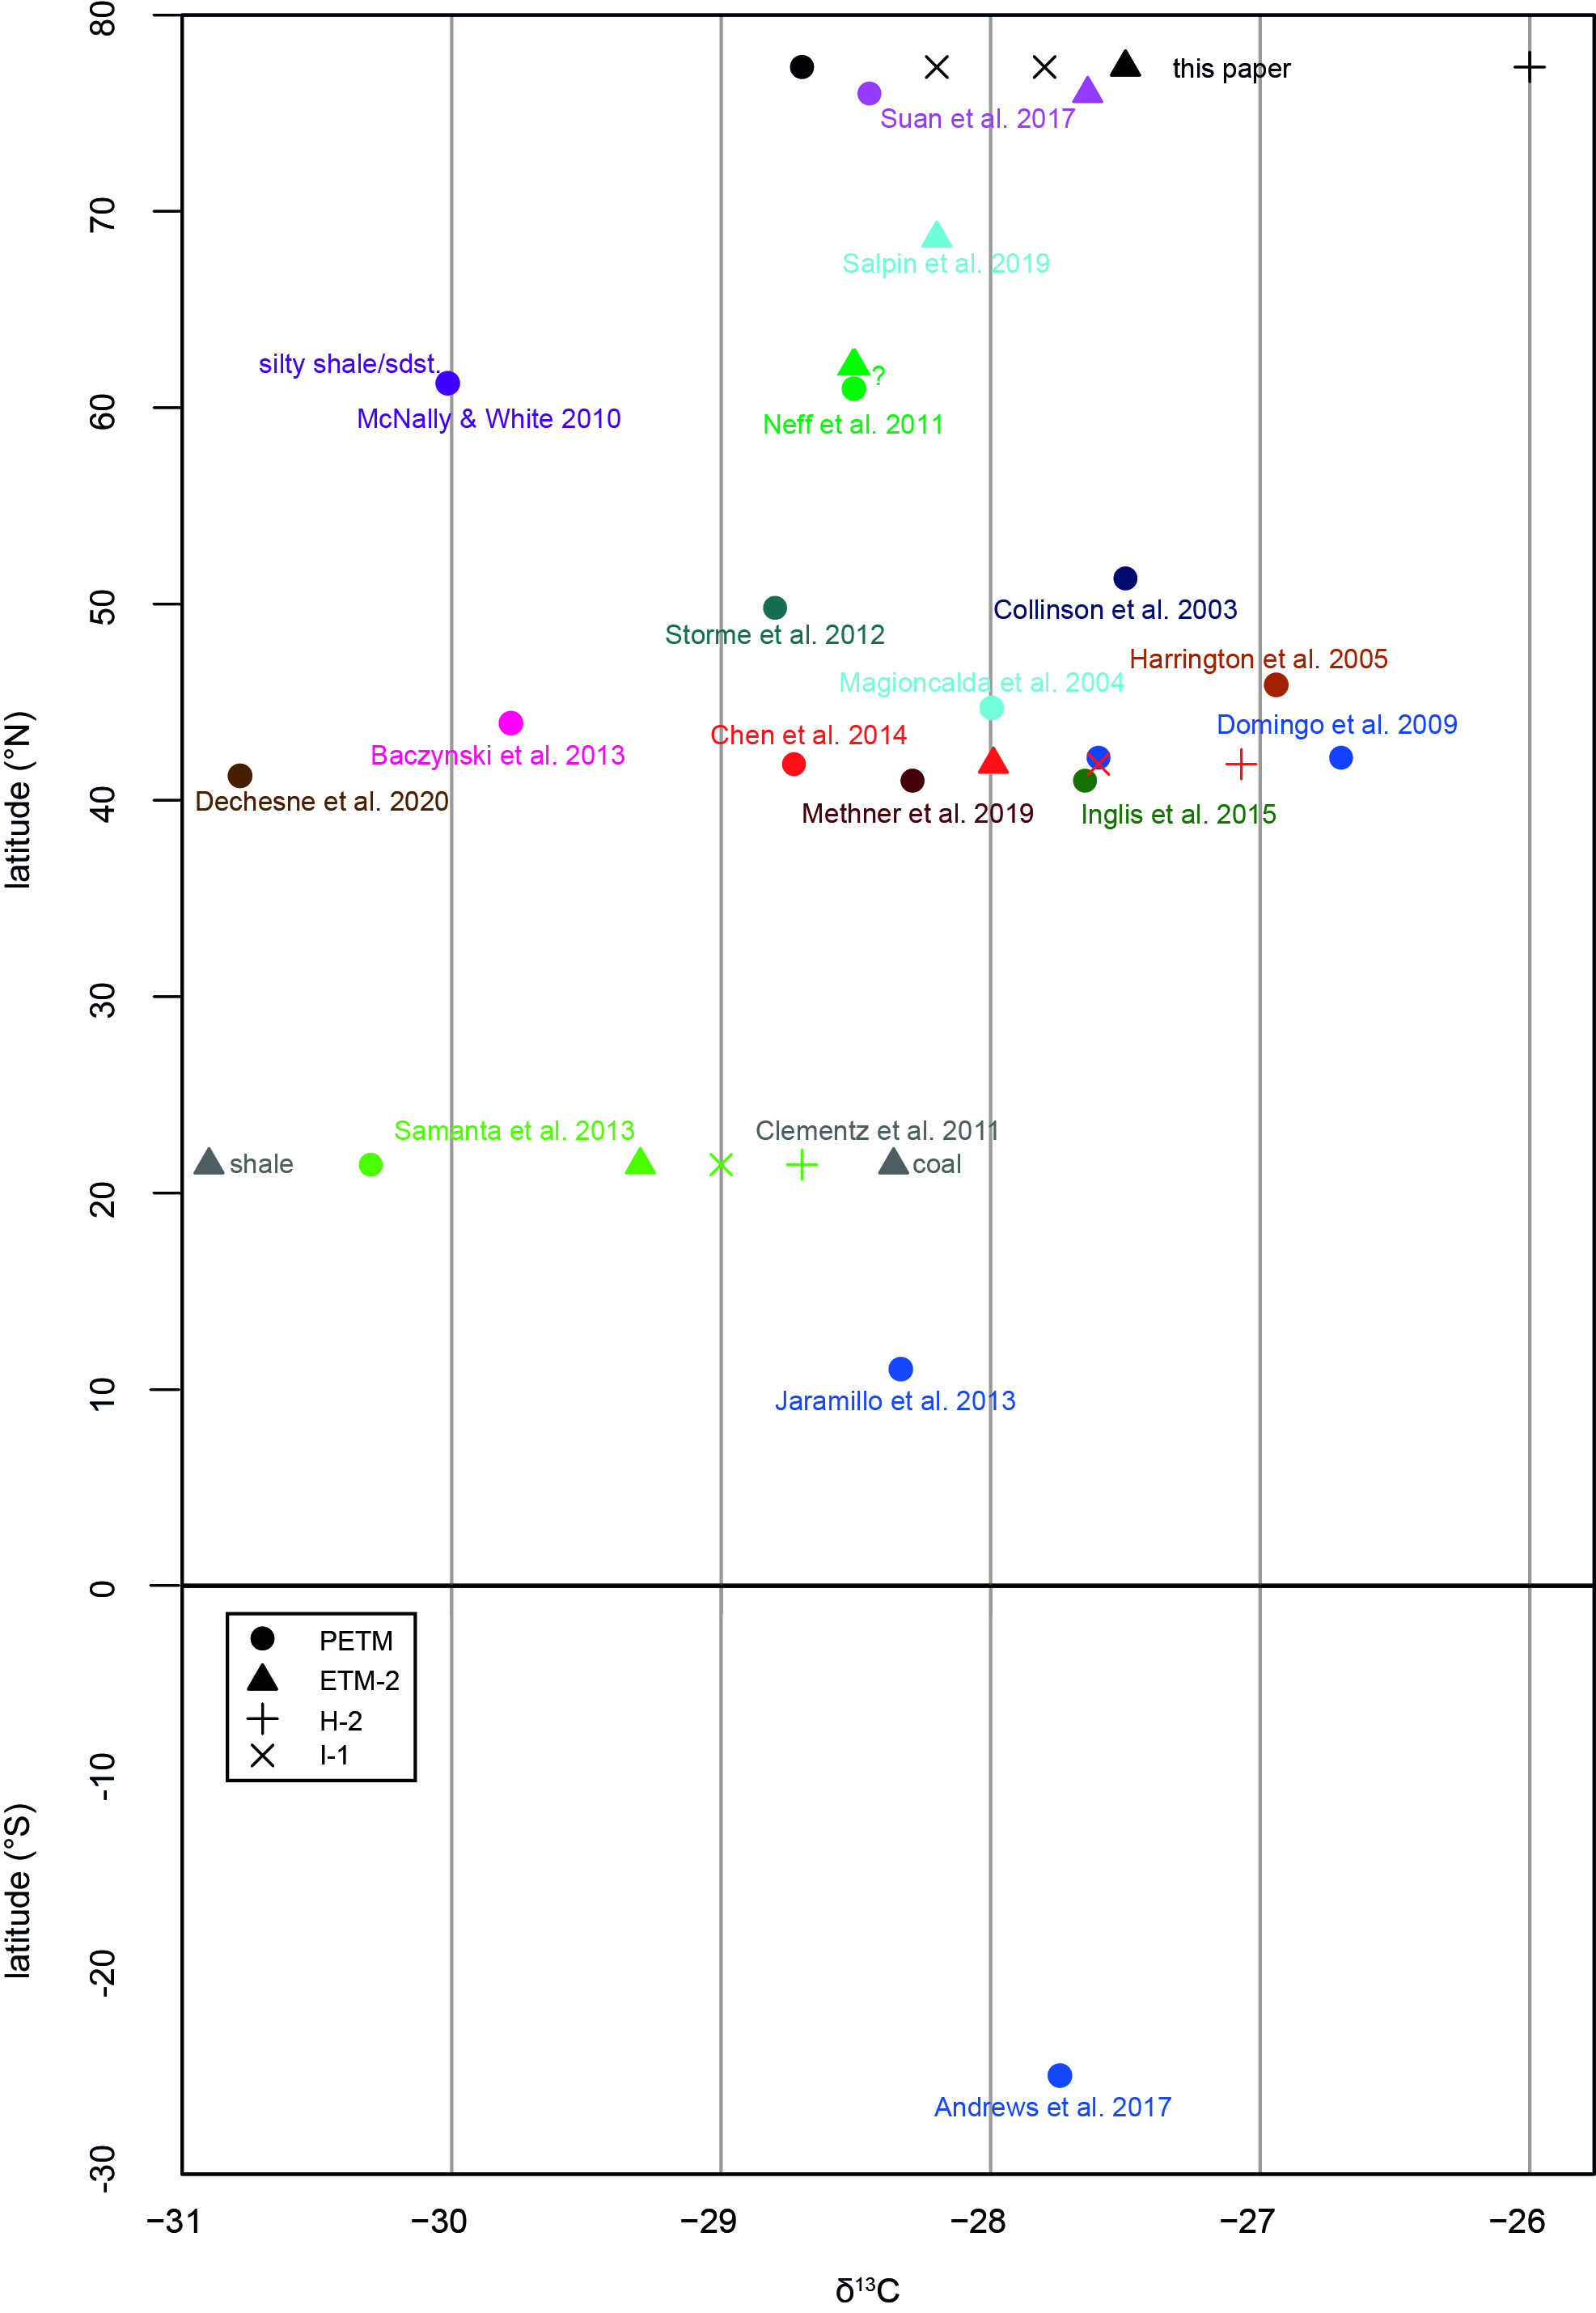 80
this paper
Suan et al. 2017
70
Salpin et al. 2019
silty shale/sdst.
?
60
McNally & White 2010
Neff et al. 2011
50
Collinson et al. 2003
Storme et al. 2012
Harrington et al. 2005
Magioncalda et al. 2004
Domingo et al. 2009
Chen et al. 2014
Baczynski et al. 2013
latitude (°N)
40
Dechesne et al. 2020
Methner et al. 2019
Inglis et al. 2015
30
Samanta et al. 2013
Clementz et al. 2011
shale
coal
20
10
Jaramillo et al. 2013
0
PETM
ETM-2
H-2
I-1
-10
latitude (°S)
-20
Andrews et al. 2017
-30
−31 −30 −29 −28 −27 −26
δ¹³C